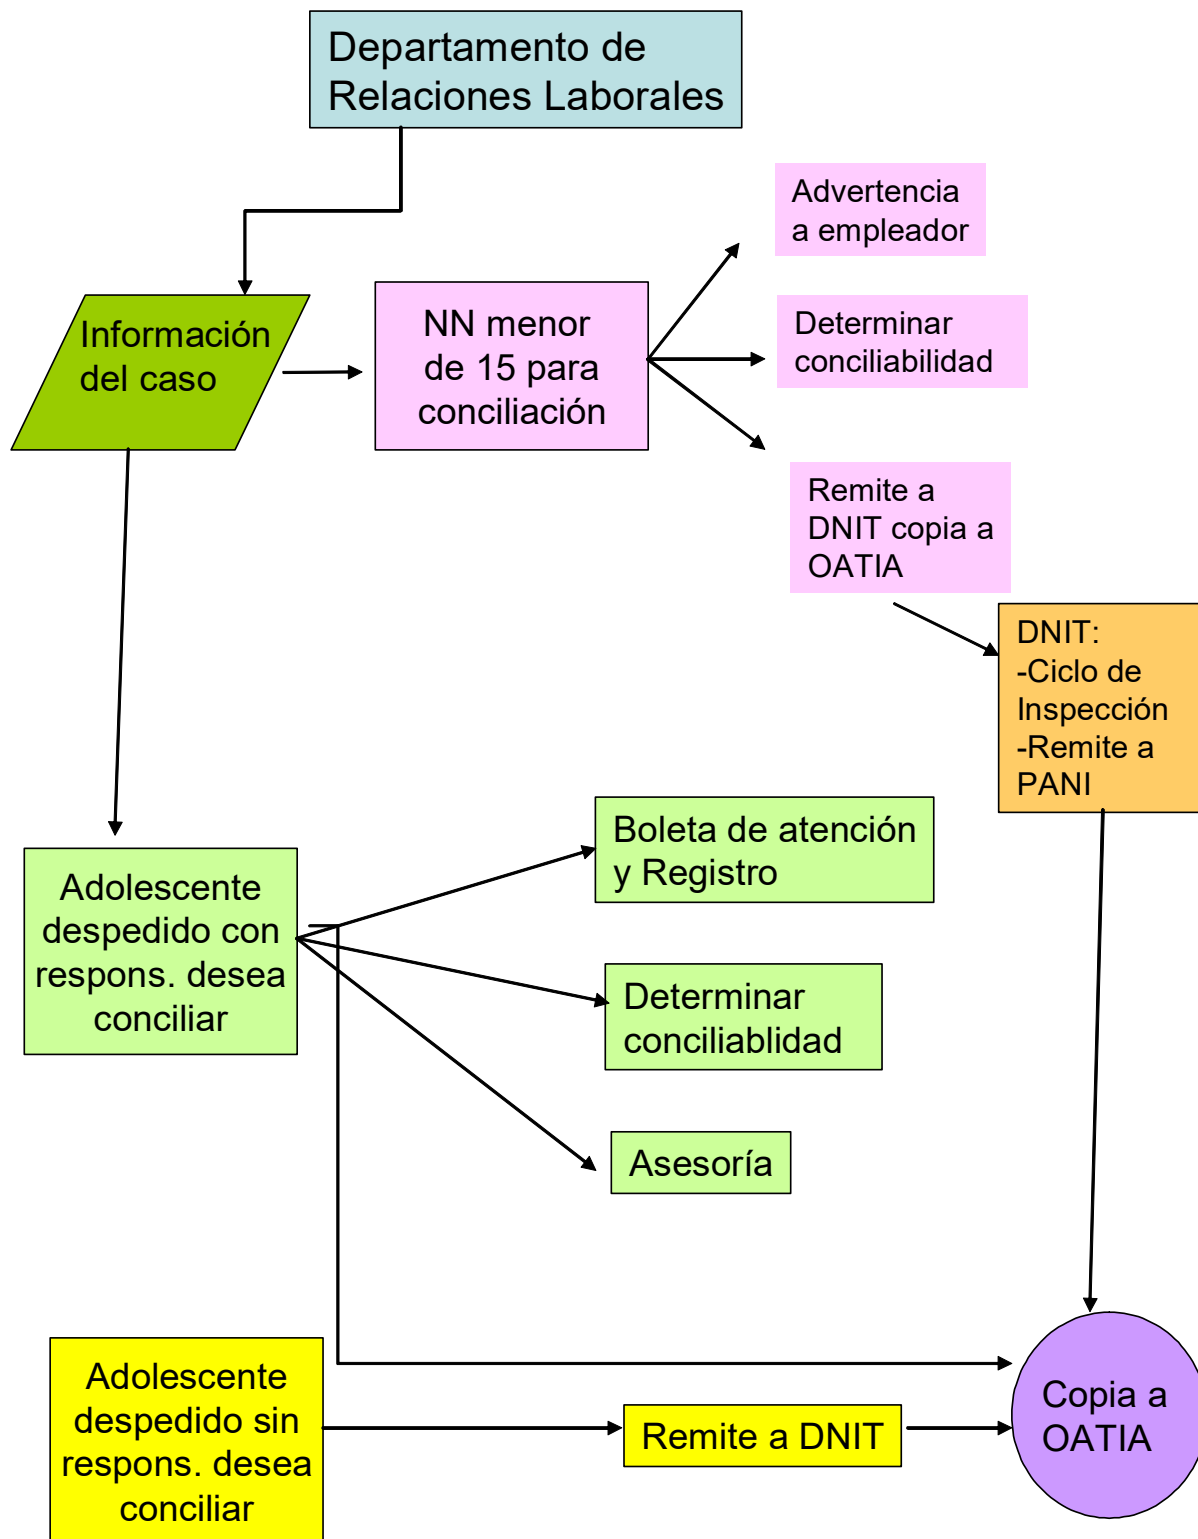 Departamento de
Relaciones Laborales
Advertencia
a empleador
Información
del caso
NN menor
de 15 para
conciliación
Determinar
conciliabilidad
Remite a
DNIT copia a
OATIA
DNIT:
-Ciclo de
Inspección
-Remite a
PANI
Boleta de atención
y Registro
Adolescente
despedido con
respons. desea
conciliar
Determinar
conciliablidad
Asesoría
Adolescente
despedido sin
respons. desea
conciliar
Remite a DNIT
Copia a
OATIA